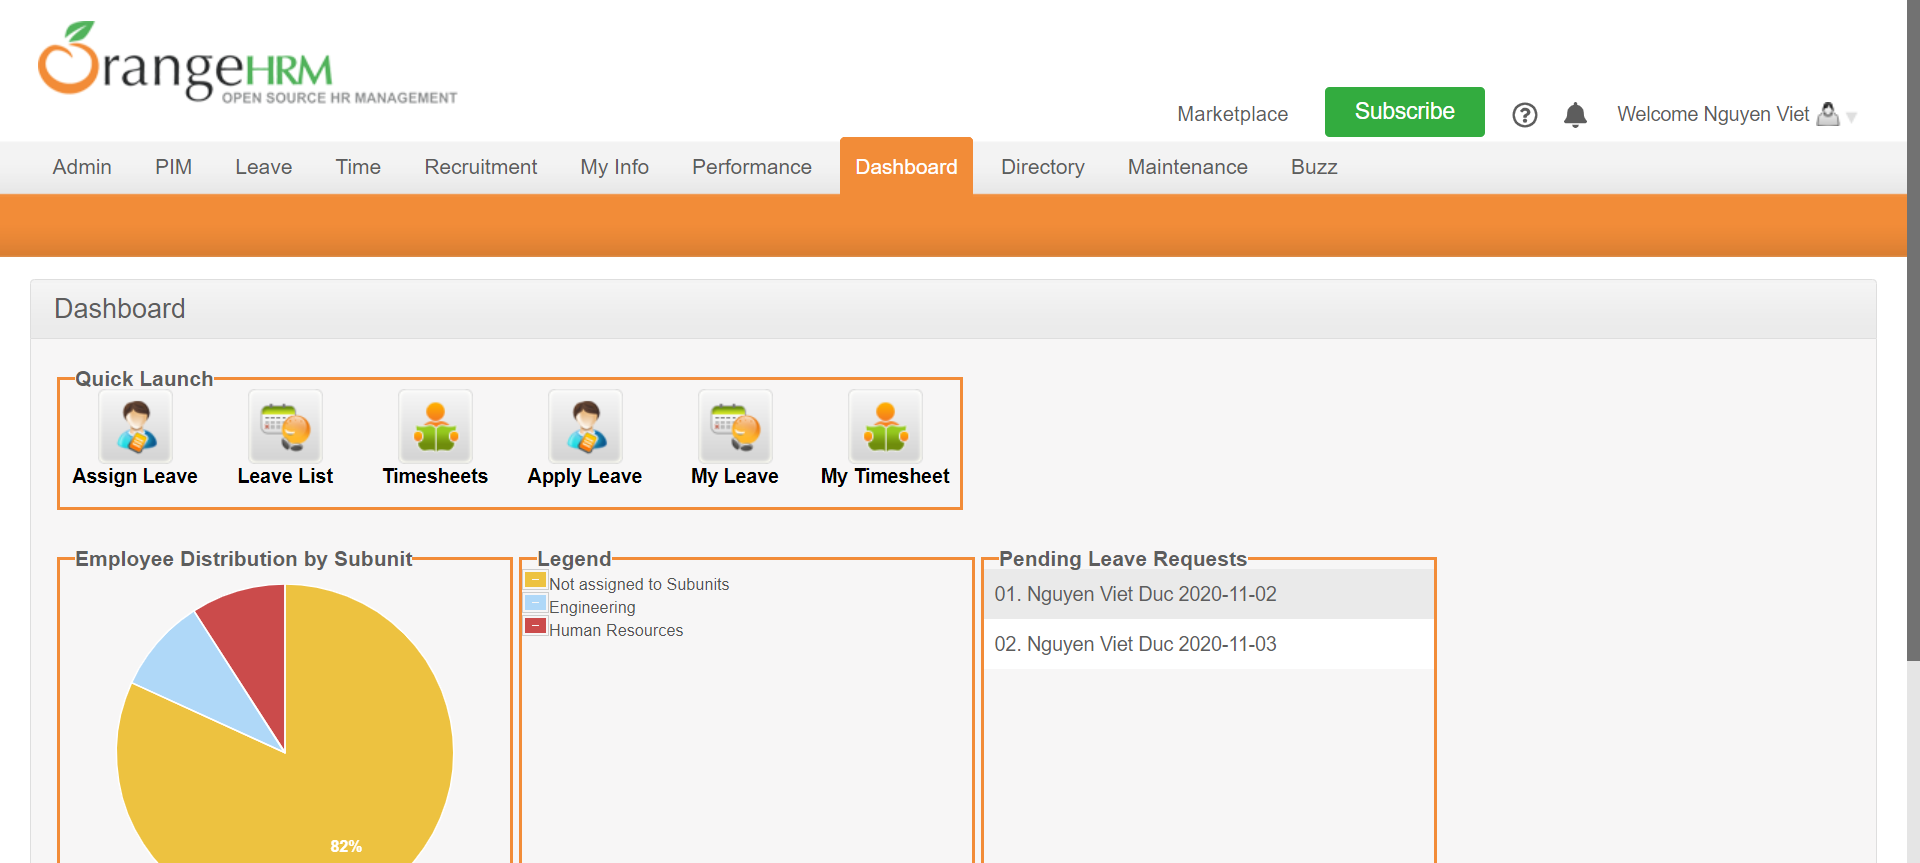 OrangeHRM
OPEN SOURCE HR MANAGEMENT
Marketplace
Subscribe
Welcome Nguyen Viet
Admin
PIM
Leave
Time
Recruitment
My Info
Performance
Dashboard
Directory
Maintenance
Buzz
Dashboard
Quick Launch
Assign Leave
Leave List
Timesheets
Apply Leave
My Leave
My Timesheet
Employee Distribution by Subunit
82%
Legend
Not assigned to Subunits
Engineering
Human Resources
Pending Leave Requests
01. Nguyen Viet Duc 2020-11-02
02. Nguyen Viet Duc 2020-11-03